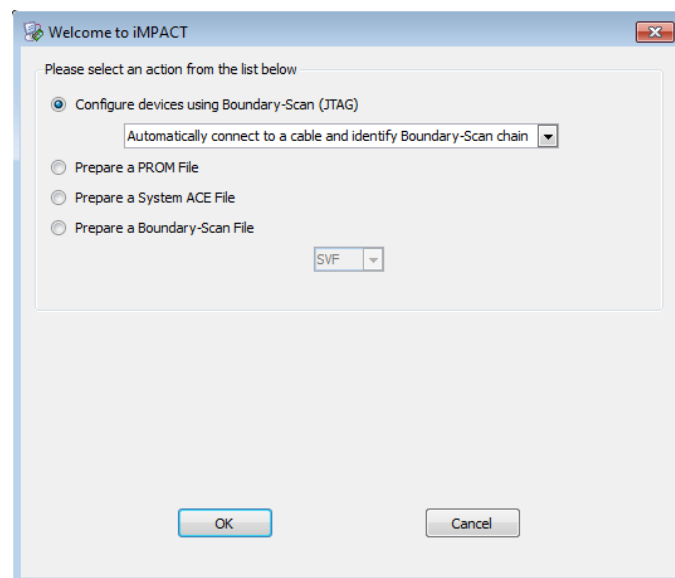 Welcome to iMPACT
Please select an action from the list below
Configure devices using Boundary-Scan (JTAG)
Automatically connect to a cable and identify Boundary-Scan chain
Prepare a PROM File
Prepare a System ACE File
Prepare a Boundary-Scan File
SVF
OK Cancel